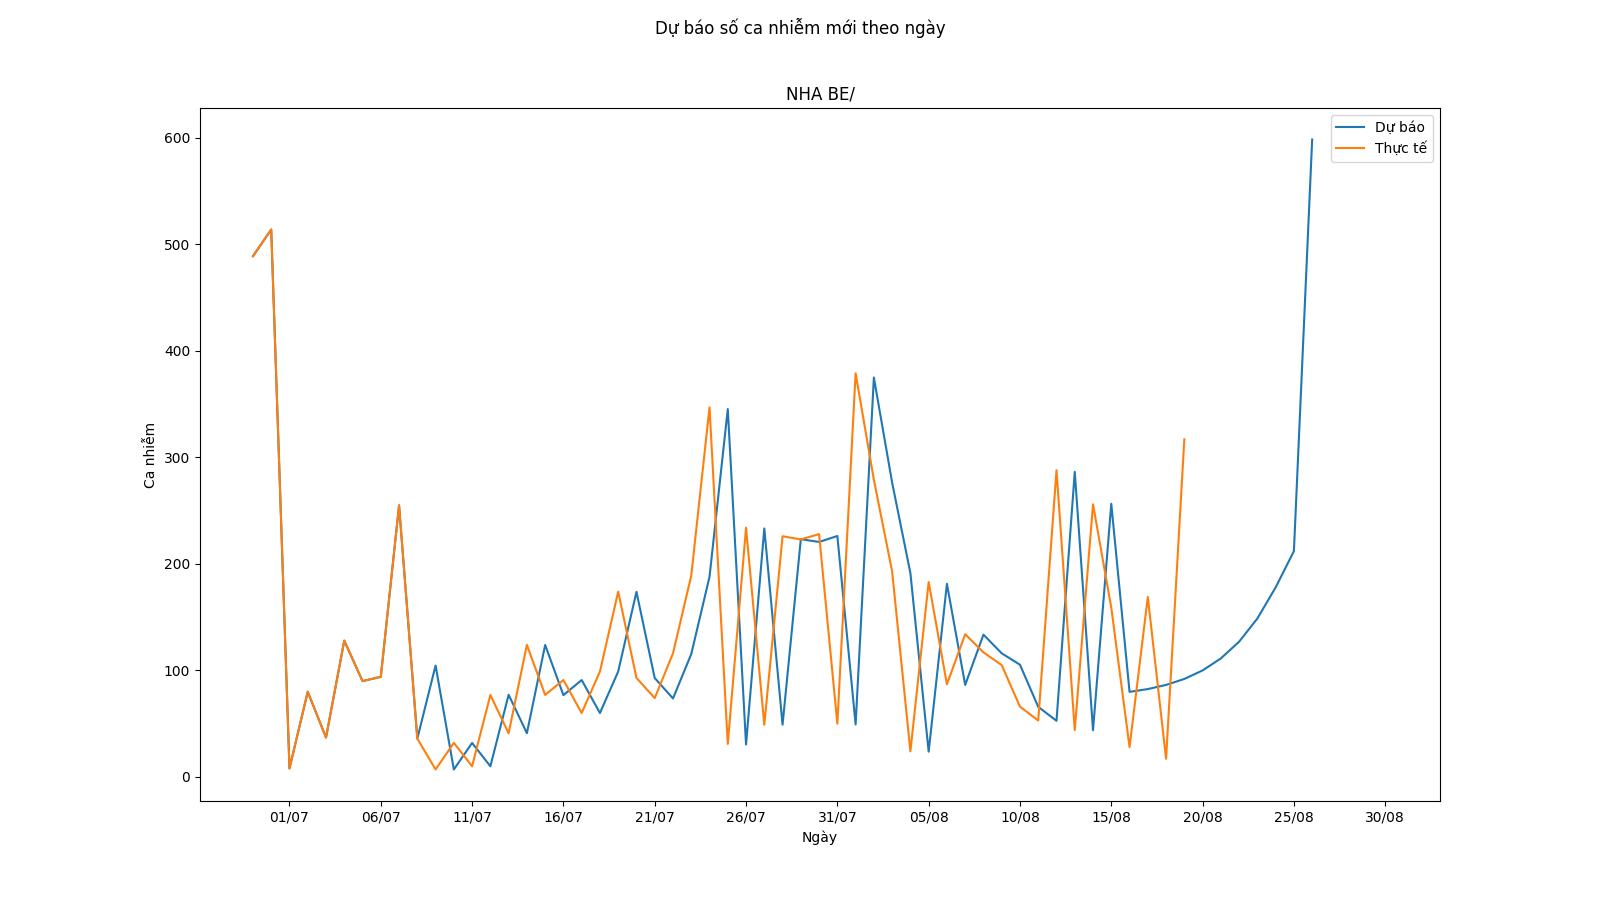 Dự báo số ca nhiễm mới theo ngày
NHA BE/
Dự báo
Thực tế
600
500
400
300
200
100
0
Ca nhiễm
01/07 06/07 11/07 16/07 21/07 26/07 31/07 05/08 10/08 15/08 20/08 25/08 30/08
Ngày